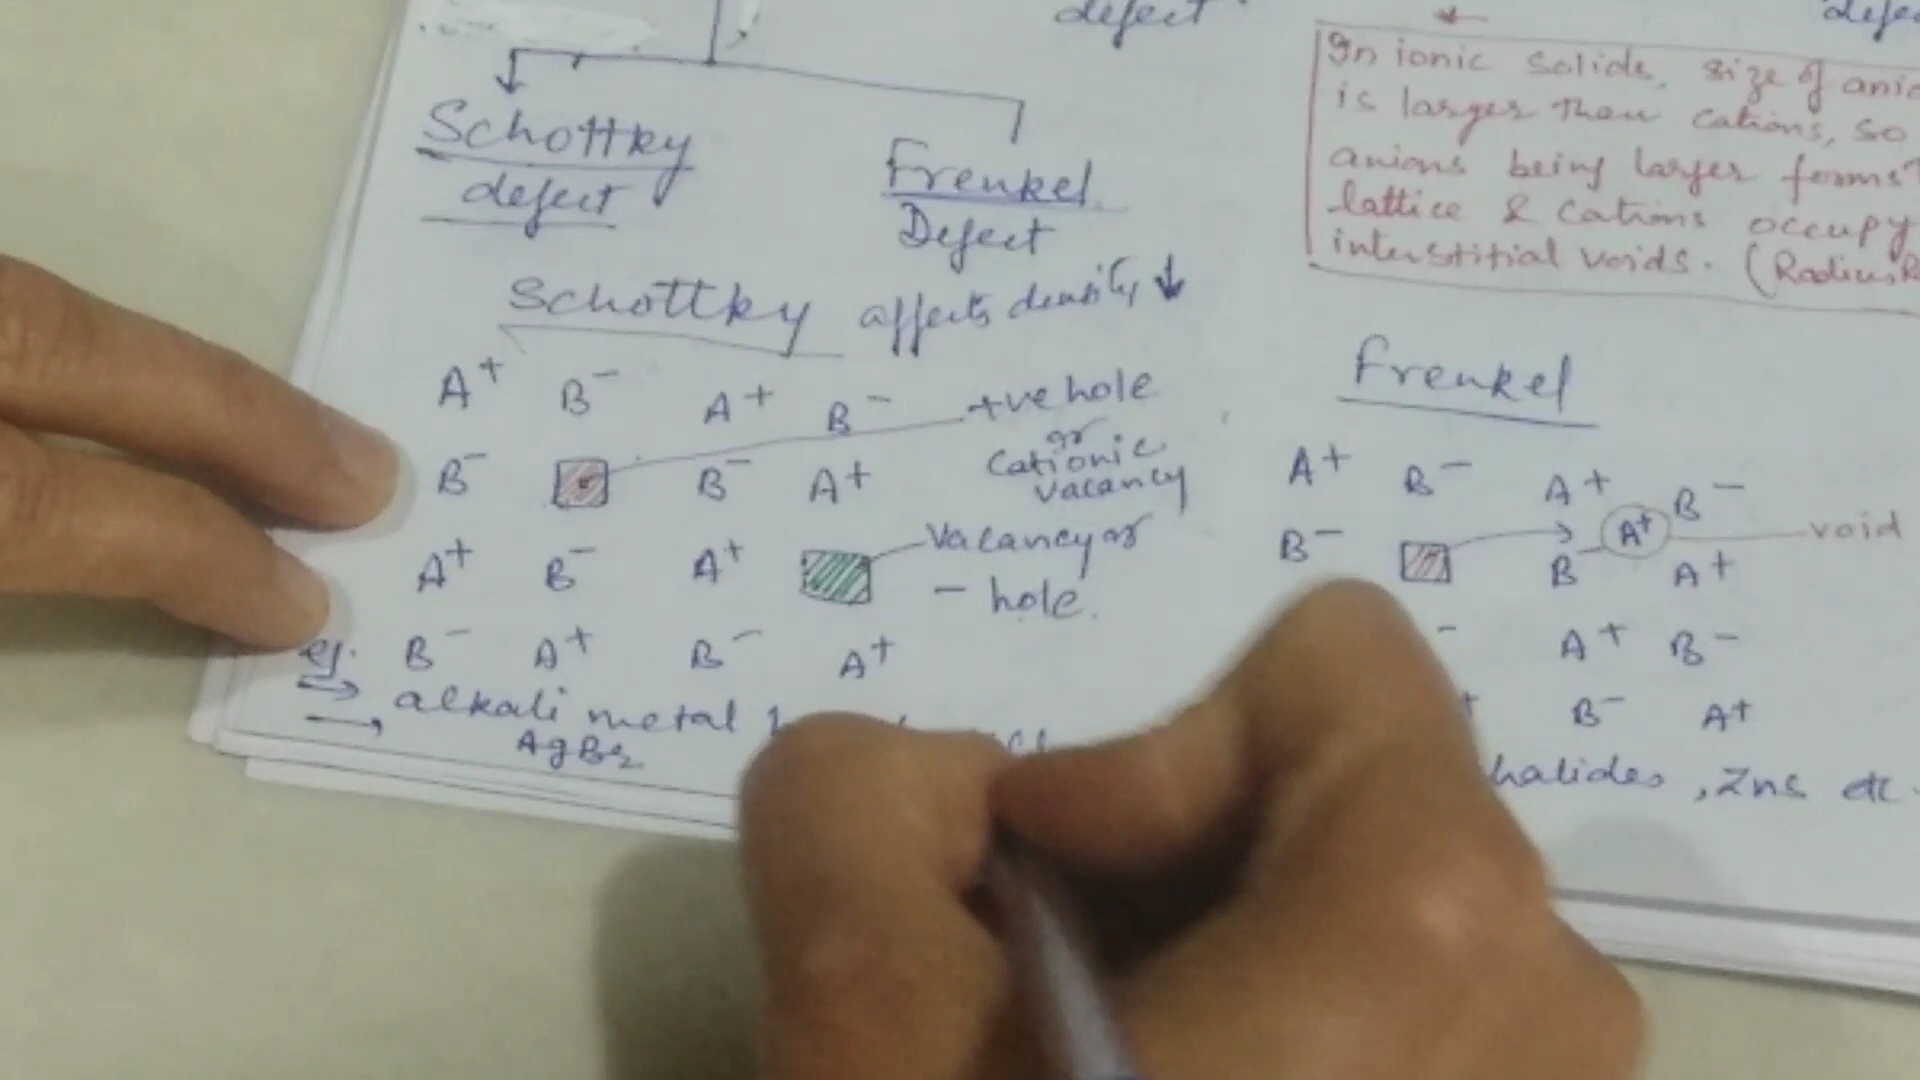 defect
Schottky
defect
Frenkel
Defect
In ionic solids, size of
is larger than cations, so
anions being larger forms
lattice & cations occupy
interstitial voids. (Radius
Schottky affects density ↓
A+ B- A+ B-
+ve hole
or
Cationic
vacancy
B- B- A+
A+ B- A+
Vacancy or
- hole.
eg. B- A+ B- A+
→ alkali metal
Frenkel
A+ B- A+ B-
B- B A+ A+
void
- A+ B-
+ B- A+
halides, ZnS etc.